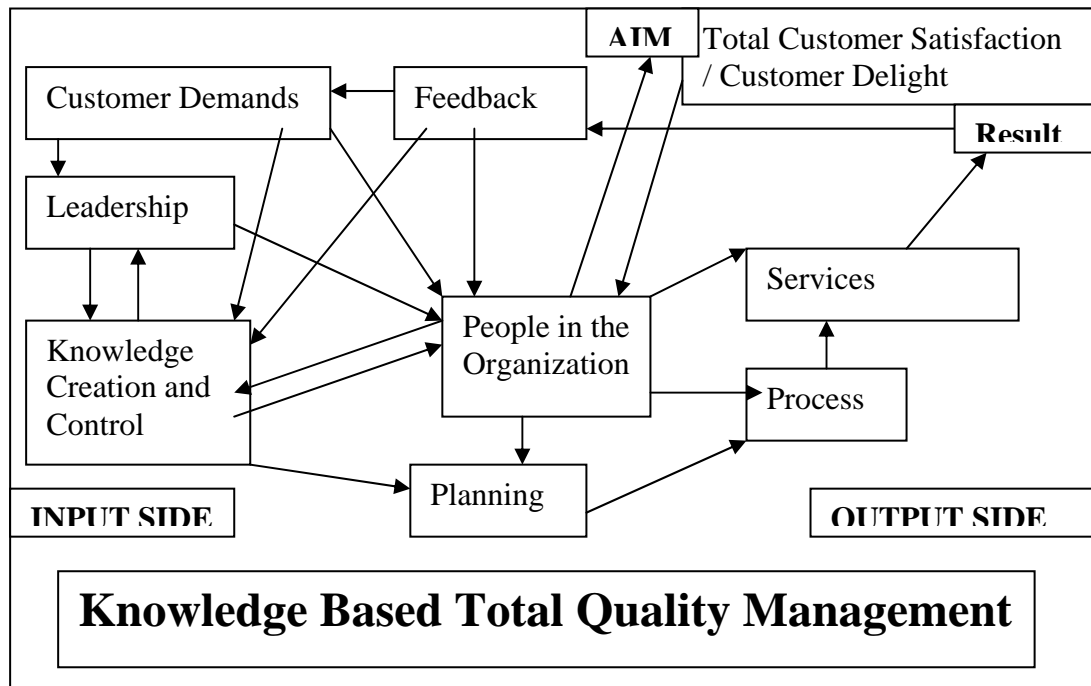 AIM
Total Customer Satisfaction
/ Customer Delight
Customer Demands
Feedback
Result
Leadership
Services
People in the
Organization
Knowledge
Creation and
Control
Process
Planning
INPUT SIDE
OUTPUT SIDE
Knowledge Based Total Quality Management